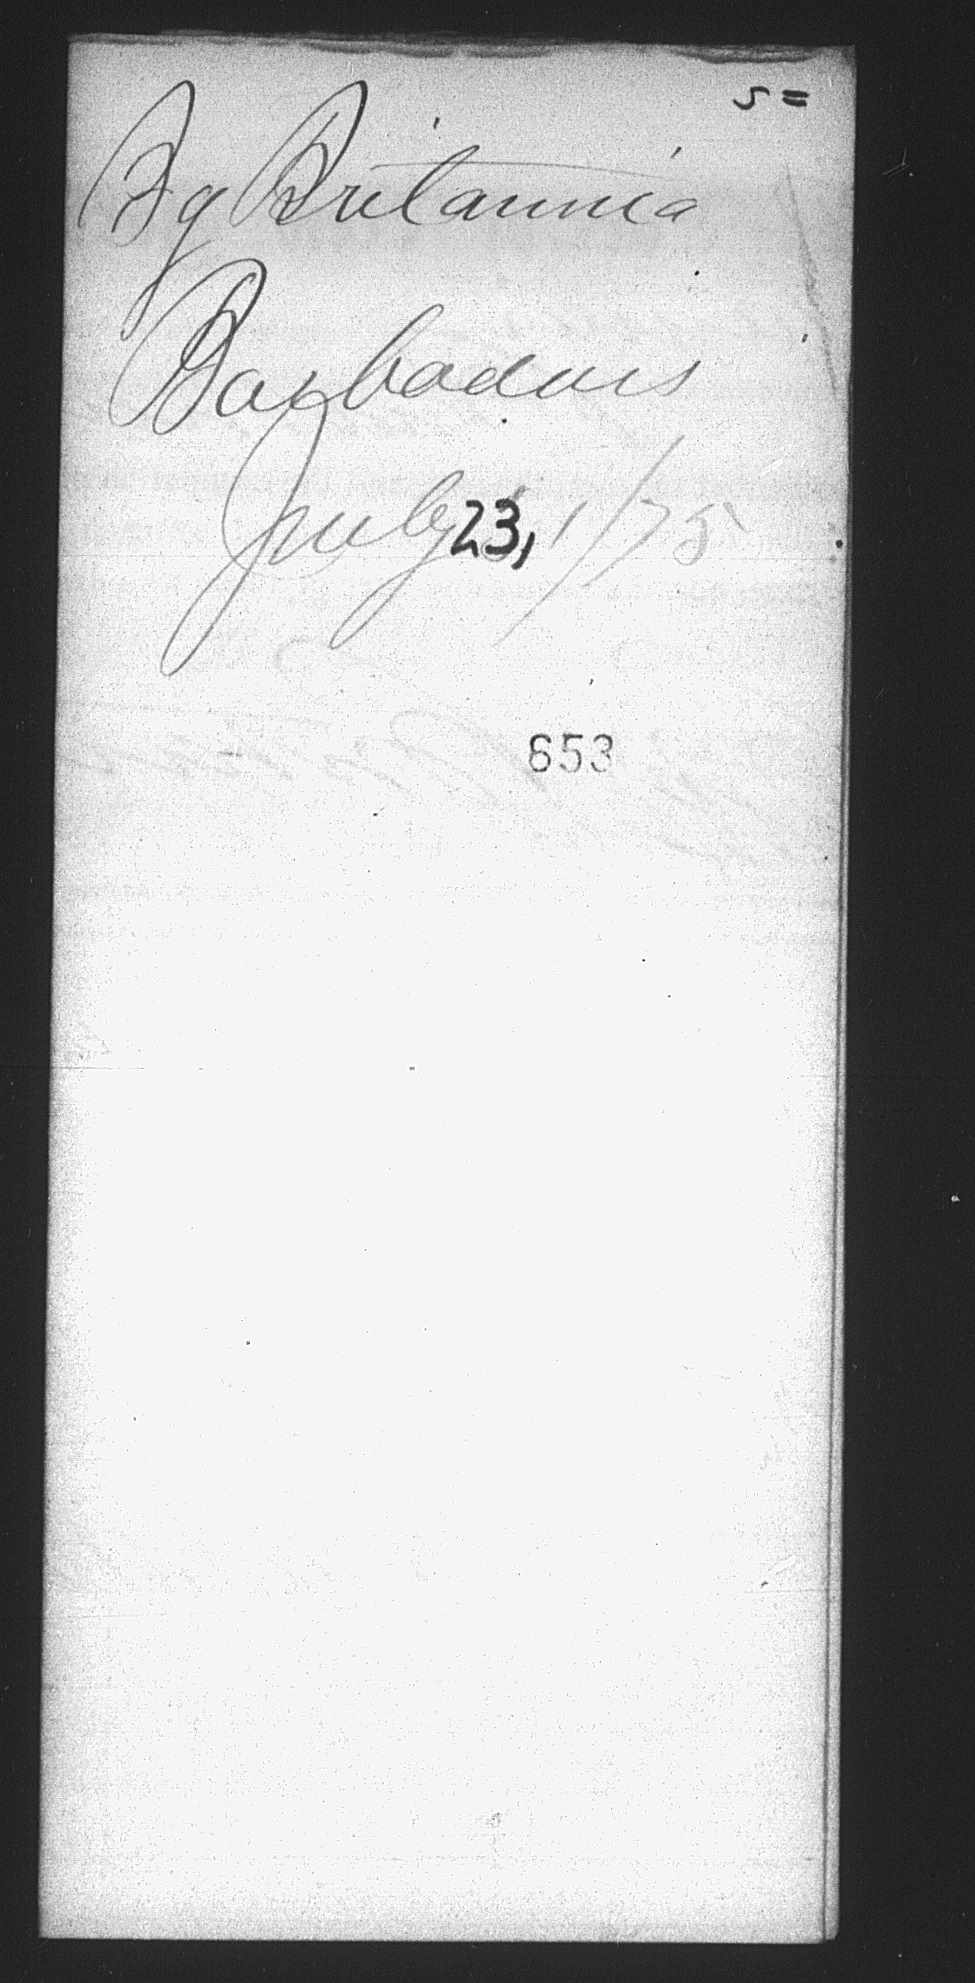 5=
Bg Britannia
Barbadoes
July 23, 1/75
653